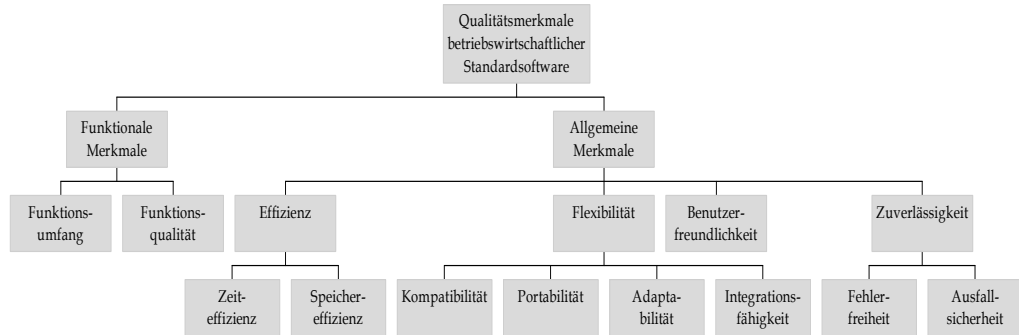 Qualitätsmerkmale
betriebswirtschaftlicher
Standardsoftware
Funktionale
Merkmale
Allgemeine
Merkmale
Funktions-
umfang
Funktions-
qualität
Effizienz
Flexibilität
Benutzer-
freundlichkeit
Zuverlässigkeit
Zeit-
effizienz
Speicher-
effizienz
Kompatibilität
Portabilität
Adapta-
bilität
Integrations-
fähigkeit
Fehler-
freiheit
Ausfall-
sicherheit